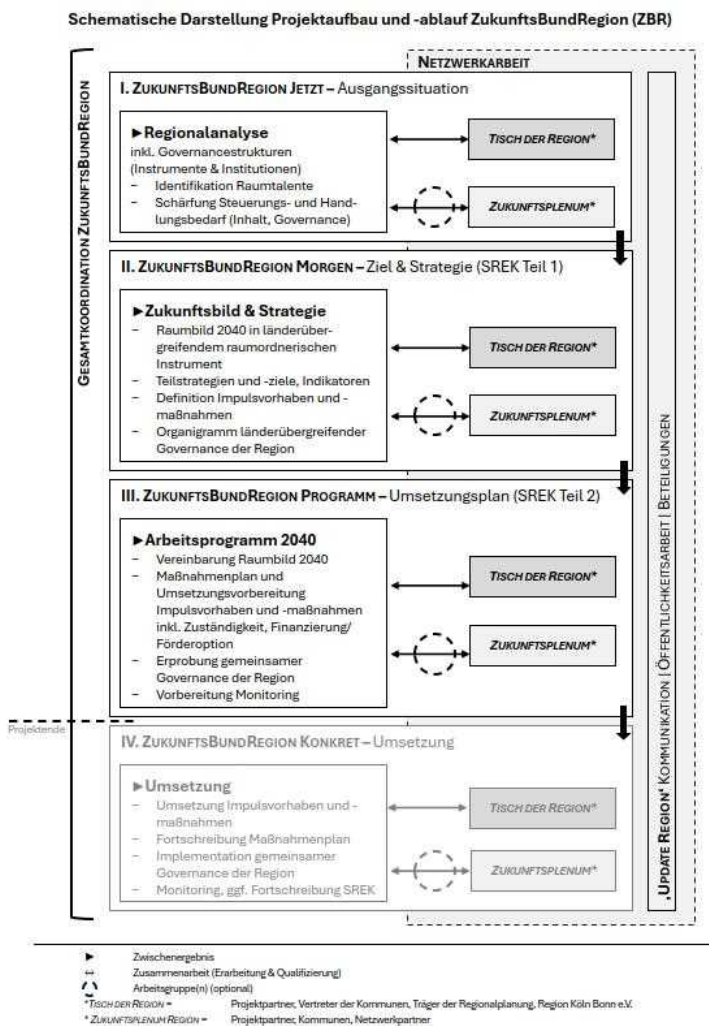 Schematische Darstellung Projektaufbau und -ablauf ZukunftsBundRegion (ZBR)
GESAMTKOORDINATION ZUKUNFTSBUNDREGION
NETZWERKARBEIT
I. ZUKUNFTSBUNDREGION JETZT – Ausgangssituation
►Regionalanalyse
inkl. Governancestrukturen
(Instrumente & Institutionen)
– Identifikation Raumtalente
– Schärfung Steuerungs- und Hand-
lungsbedarf (Inhalt, Governance)
TISCH DER REGION*
ZUKUNFTSPLENUM*
II. ZUKUNFTSBUNDREGION MORGEN – Ziel & Strategie (SREK Teil 1)
►Zukunftsbild & Strategie
– Raumbild 2040 in länderüber-
greifendem raumordnerischen
Instrument
– Teilstrategien und -ziele, Indikatoren
– Definition Impulsvorhaben und -
maßnahmen
– Organigramm länderübergreifender
Governance der Region
TISCH DER REGION*
ZUKUNFTSPLENUM*
III. ZUKUNFTSBUNDREGION PROGRAMM – Umsetzungsplan (SREK Teil 2)
►Arbeitsprogramm 2040
– Vereinbarung Raumbild 2040
– Maßnahmenplan und
Umsetzungsvorbereitung
Impulsvorhaben und -maßnahmen
inkl. Zuständigkeit, Finanzierung/
Förderoption
– Erprobung gemeinsamer
Governance der Region
– Vorbereitung Monitoring
TISCH DER REGION*
ZUKUNFTSPLENUM*
Projektende
IV. ZUKUNFTSBUNDREGION KONKRET – Umsetzung
►Umsetzung
– Umsetzung Impulsvorhaben und -
maßnahmen
– Fortschreibung Maßnahmenplan
– Implementation gemeinsamer
Governance der Region
– Monitoring, ggf. Fortschreibung SREK
TISCH DER REGION*
ZUKUNFTSPLENUM*
‚UPDATE REGION‘ KOMMUNIKATION | ÖFFENTLICHKEITSARBEIT | BETEILIGUNGEN
► Zwischenergebnis
↔ Zusammenarbeit (Erarbeitung & Qualifizierung)
Arbeitsgruppe(n) (optional)
*TISCH DER REGION = Projektpartner, Vertreter der Kommunen, Träger der Regionalplanung, Region Köln Bonn e.V.
* ZUKUNFTSPLENUM REGION = Projektpartner, Kommunen, Netzwerkpartner